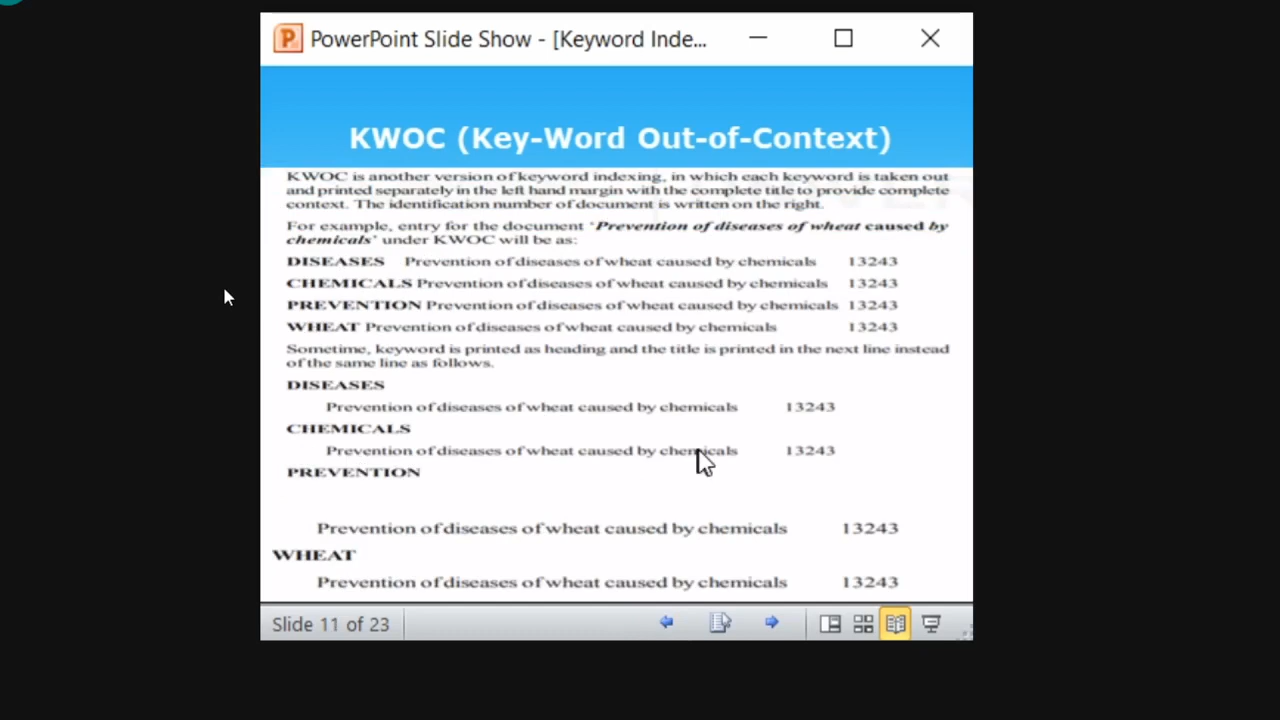 PowerPoint Slide Show - [Keyword Inde...
KWOC (Key-Word Out-of-Context)
KWOC is another version of keyword indexing, in which each keyword is taken out
and printed separately in the left hand margin with the complete title to provide complete
context. The identification number of document is written on the right.
For example, entry for the document 'Prevention of diseases of wheat caused by
chemicals' under KWOC will be as:
DISEASES Prevention of diseases of wheat caused by chemicals 13243
CHEMICALS Prevention of diseases of wheat caused by chemicals 13243
PREVENTION Prevention of diseases of wheat caused by chemicals 13243
WHEAT Prevention of diseases of wheat caused by chemicals 13243
Sometime, keyword is printed as heading and the title is printed in the next line instead
of the same line as follows.
DISEASES
Prevention of diseases of wheat caused by chemicals 13243
CHEMICALS
Prevention of diseases of wheat caused by chemicals 13243
PREVENTION
Prevention of diseases of wheat caused by chemicals 13243
WHEAT
Prevention of diseases of wheat caused by chemicals 13243
Slide 11 of 23